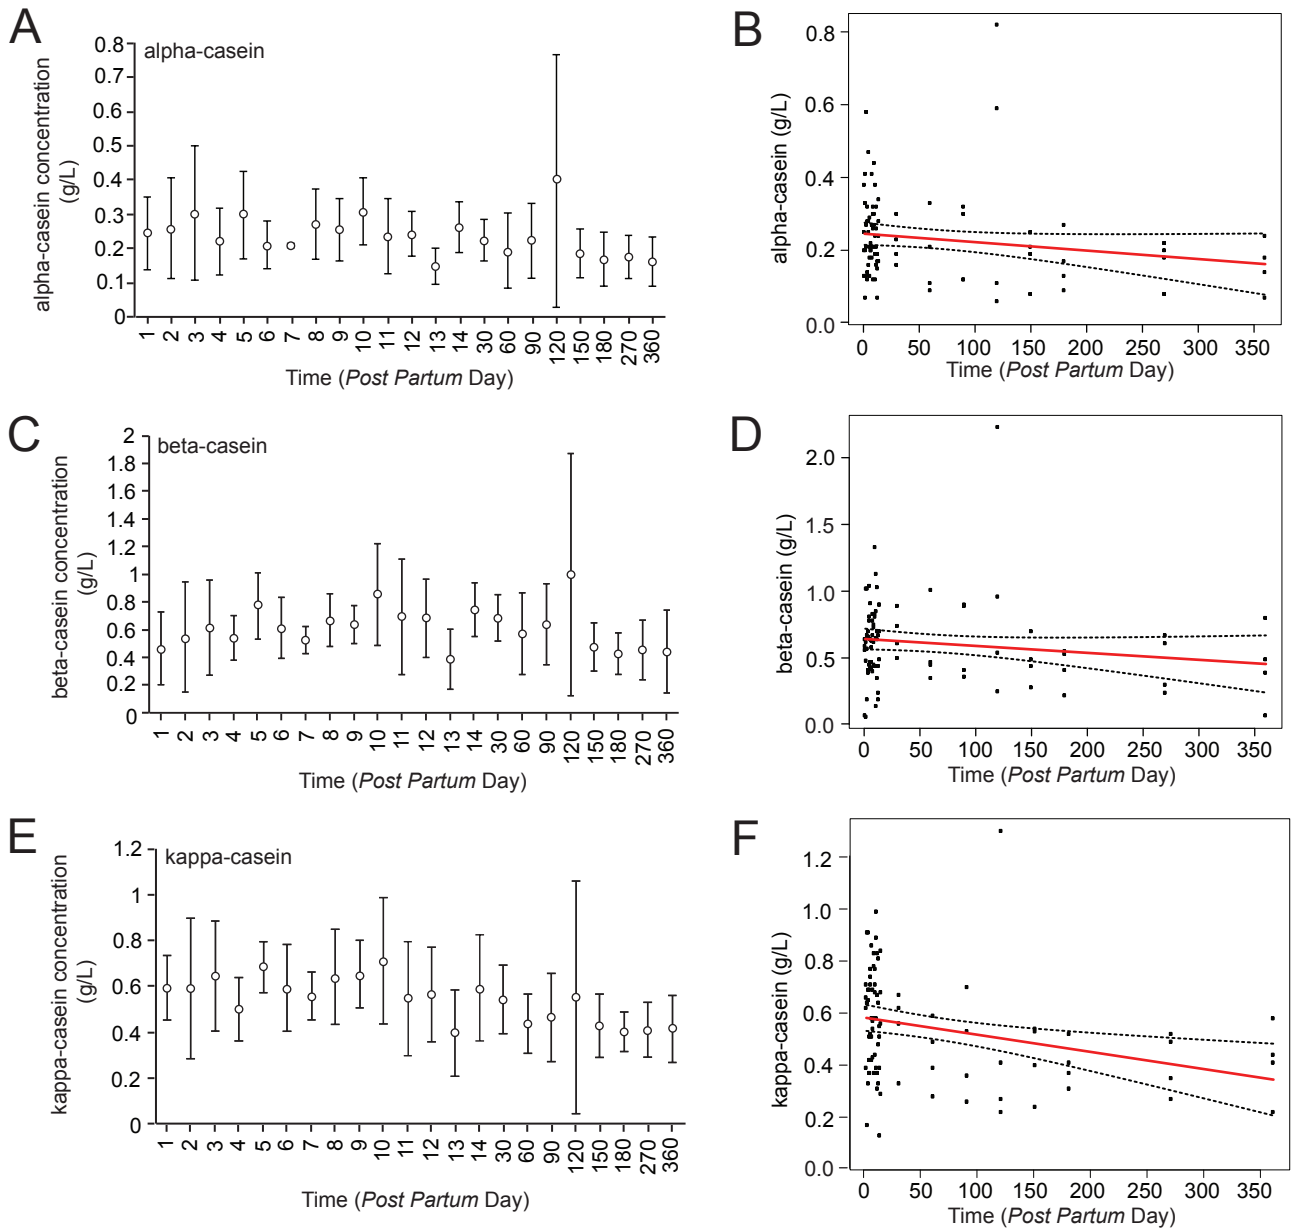 A
alpha-casein
alpha-casein concentration
(g/L)
0.8
0.7
0.6
0.5
0.4
0.3
0.2
0.1
0
1 2 3 4 5 6 7 8 9 10 11 12 13 14 30 60 90 120 150 180 270 360
Time (Post Partum Day)
B
alpha-casein (g/L)
0.8
0.6
0.4
0.2
0.0
0 50 100 150 200 250 300 350
Time (Post Partum Day)
C
beta-casein
beta-casein concentration
(g/L)
2
1.8
1.6
1.4
1.2
1
0.8
0.6
0.4
0.2
0
1 2 3 4 5 6 7 8 9 10 11 12 13 14 30 60 90 120 150 180 270 360
Time (Post Partum Day)
D
beta-casein (g/L)
2.0
1.5
1.0
0.5
0.0
0 50 100 150 200 250 300 350
Time (Post Partum Day)
E
kappa-casein
kappa-casein concentration
(g/L)
1.2
1
0.8
0.6
0.4
0.2
0
1 2 3 4 5 6 7 8 9 10 11 12 13 14 30 60 90 120 150 180 270 360
Time (Post Partum Day)
F
kappa-casein (g/L)
1.2
1.0
0.8
0.6
0.4
0.2
0.0
0 50 100 150 200 250 300 350
Time (Post Partum Day)